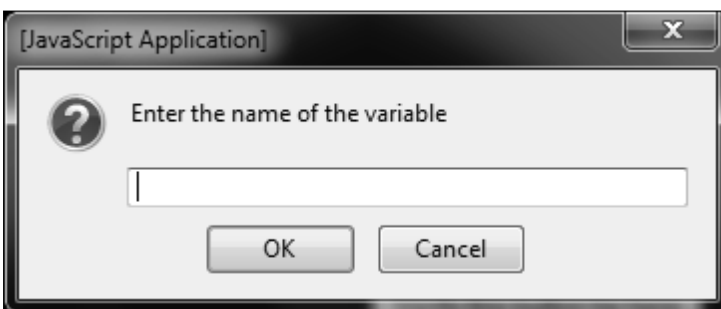 [JavaScript Application]
Enter the name of the variable
OK
Cancel